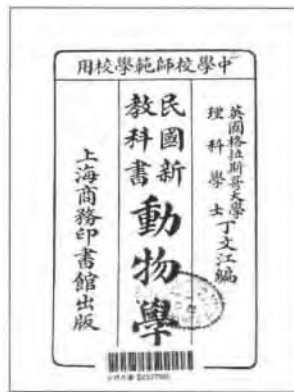 中學校師範學校用
英國格拉斯哥大學
理科學士丁文江編
民國新
教科書
動物學
上海商務印書館出版